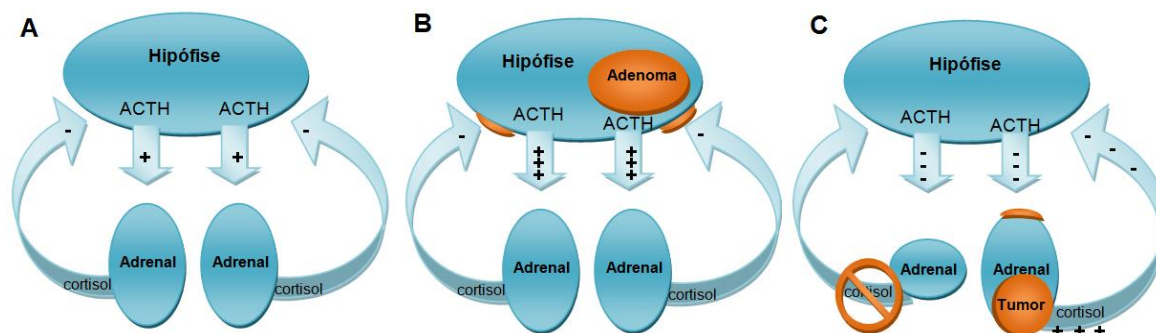 A
Hipófise
ACTH ACTH
- -
+ +
Adrenal Adrenal
cortisol cortisol
B
Hipófise
Adenoma
ACTH ACTH
- -
+ +
+ +
+ +
Adrenal Adrenal
cortisol cortisol
C
Hipófise
ACTH ACTH
- - -
- - -
- - -
Adrenal Adrenal
cortisol Tumor cortisol
+ + +